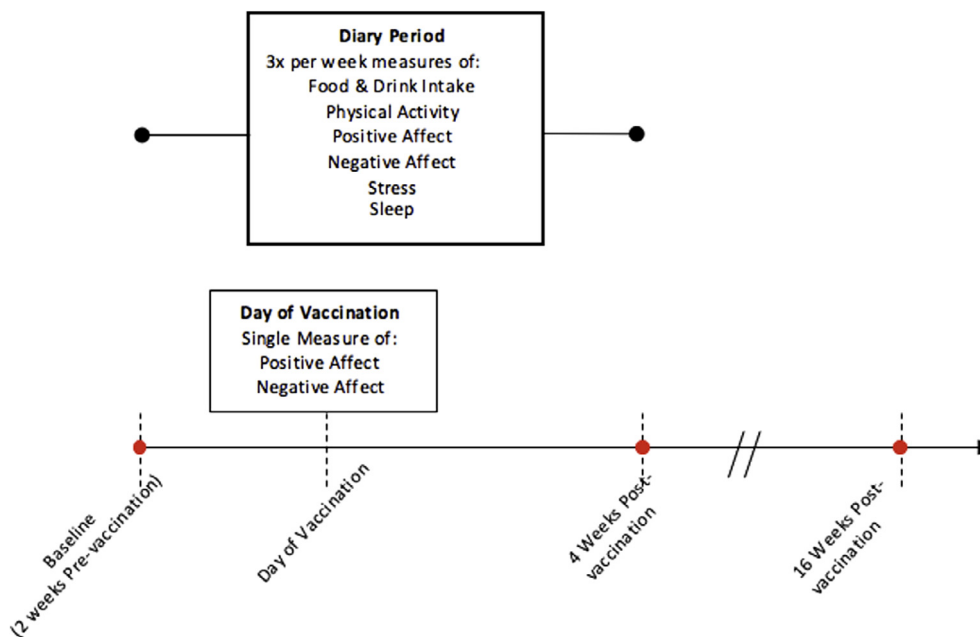 Diary Period
3x per week measures of:
Food & Drink Intake
Physical Activity
Positive Affect
Negative Affect
Stress
Sleep
Day of Vaccination
Single Measure of:
Positive Affect
Negative Affect
Baseline
(2 weeks Pre-vaccination)
Day of Vaccination
4 Weeks Post-
vaccination
16 Weeks Post-
vaccination